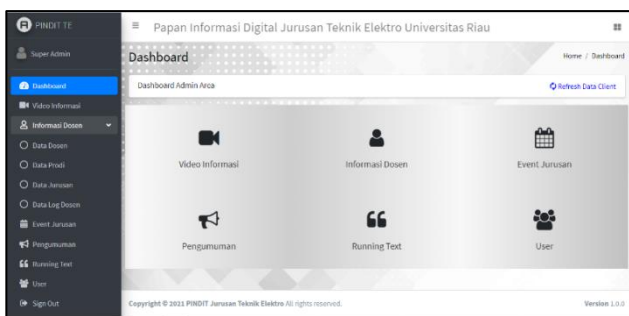 PINDIT TE
Papan Informasi Digital Jurusan Teknik Elektro Universitas Riau
Super Admin
Dashboard
Home / Dashboard
Dashboard
Dashboard Admin Area
Refresh Data Client
Video Informasi
Informasi Dosen
Data Dosen
Data Prodi
Data Jurusan
Data Log Dosen
Event Jurusan
Pengumuman
Running Text
User
Sign Out
Video Informasi
Informasi Dosen
Event Jurusan
Pengumuman
Running Text
User
Copyright © 2021 PINDIT Jurusan Teknik Elektro All rights reserved.
Version 1.0.0